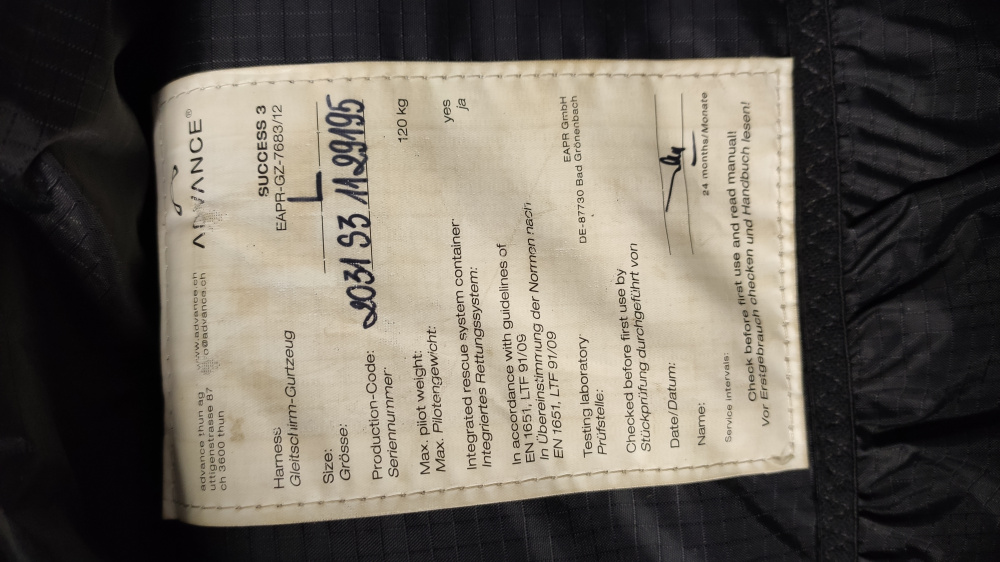 advance thun ag www.advance.ch
uttigenstrasse 87 o@advance.ch
ch 3600 thun
ADVANCE®
Harness SUCCESS 3
Gleitschirm-Gurtzeug EAPR-GZ-7683/12
Size: L
Grösse:
Production-Code: 2031 S3 11 29195
Seriennummer:
Max. pilot weight: 120 kg
Max. Pilotengewicht:
Integrated rescue system container: yes
Integriertes Rettungssystem: ja
In accordance with guidelines of
EN 1651, LTF 91/09
In Übereinstimmung der Normen nach
EN 1651, LTF 91/09
Testing laboratory: EAPR GmbH
Prüfstelle: DE-87730 Bad Grönenbach
Checked before first use by
Stückprüfung durchgeführt von
Date/Datum:
Name:
Service intervals: 24 months/Monate
Check before first use and read manual!
Vor Erstgebrauch checken und Handbuch lesen!